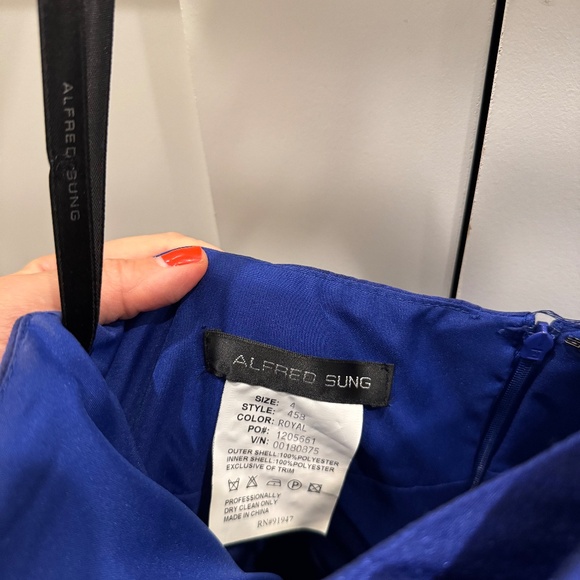 ALFRED SUNG
ALFRED SUNG
SIZE: 4
STYLE: 458
COLOR: ROYAL
PO#: 1205661
V/N: 00180875
OUTER SHELL:100%POLYESTER
INNER SHELL:100%POLYESTER
EXCLUSIVE OF TRIM
PROFESSIONALLY
DRY CLEAN ONLY
MADE IN CHINA
RN#91947